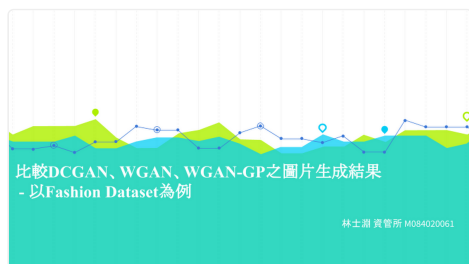 比較DCGAN、WGAN、WGAN-GP之圖片生成結果
- 以Fashion Dataset為例
林士淵 資管所 M084020061